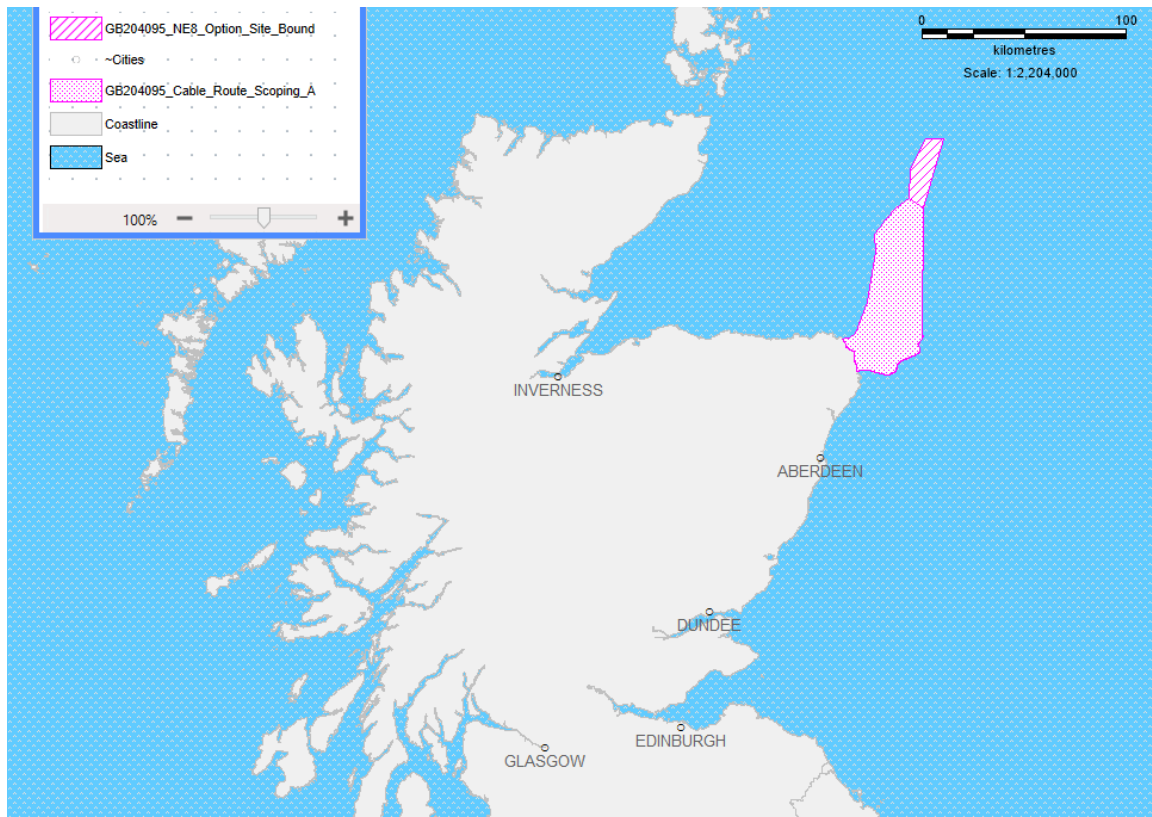 GB204095_NE8_Option_Site_Bound
~Cities
GB204095_Cable_Route_Scoping_A
Coastline
Sea
100%
0 100
kilometres
Scale: 1:2,204,000
INVERNESS
ABERDEEN
DUNDEE
EDINBURGH
GLASGOW